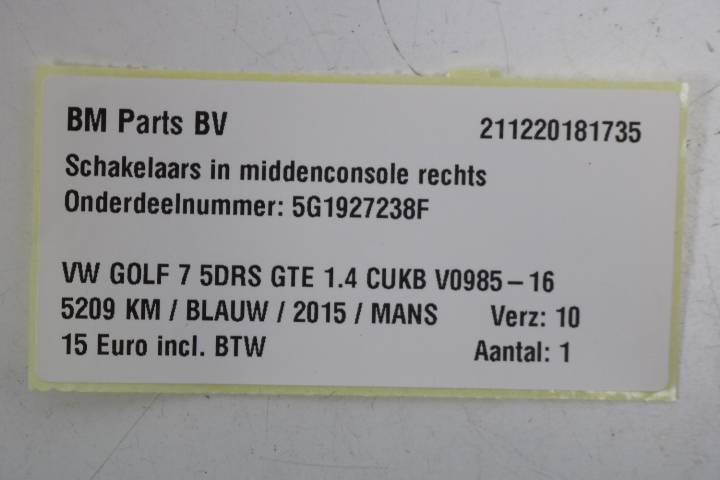 BM Parts BV 211220181735
Schakelaars in middenconsole rechts
Onderdeelnummer: 5G1927238F
VW GOLF 7 5DRS GTE 1.4 CUKB V0985 – 16
5209 KM / BLAUW / 2015 / MANS Verz: 10
15 Euro incl. BTW Aantal: 1